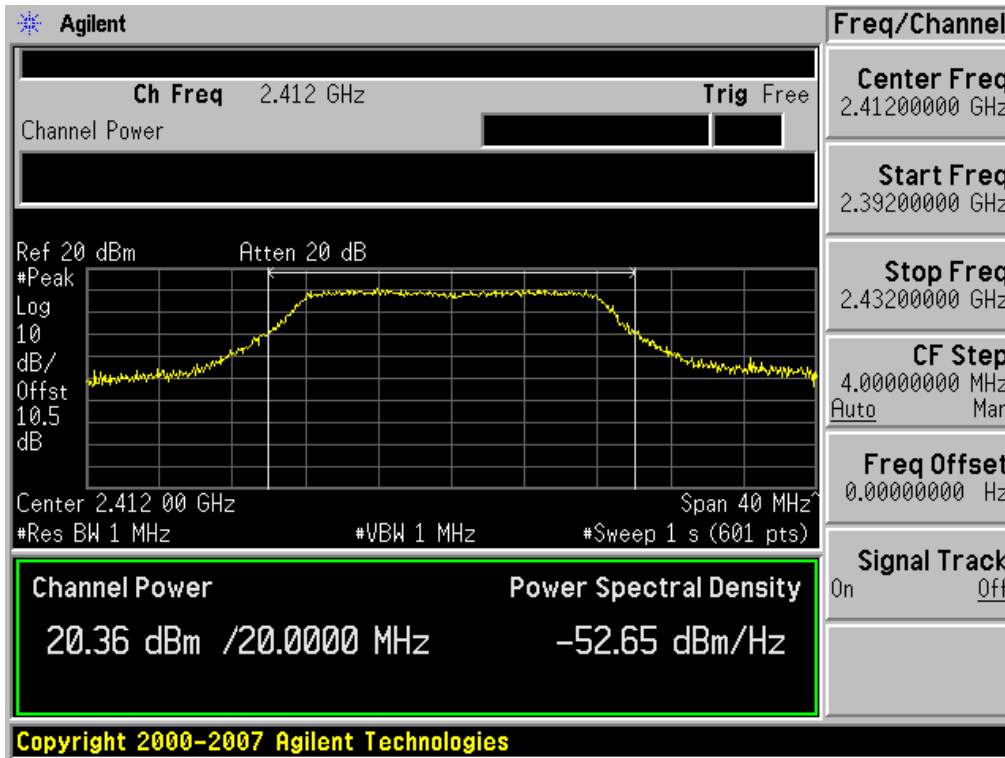 Agilent
Freq/Channel
Ch Freq 2.412 GHz Trig Free
Channel Power
Center Freq
2.41200000 GHz
Start Freq
2.39200000 GHz
Stop Freq
2.43200000 GHz
CF Step
4.00000000 MHz
Auto Man
Freq Offset
0.00000000 Hz
Signal Track
On Off
Ref 20 dBm Atten 20 dB
#Peak
Log
10
dB/
Offst
10.5
dB
Center 2.412 00 GHz Span 40 MHz^
#Res BW 1 MHz #VBW 1 MHz #Sweep 1 s (601 pts)
Channel Power Power Spectral Density
20.36 dBm /20.0000 MHz -52.65 dBm/Hz
Copyright 2000-2007 Agilent Technologies